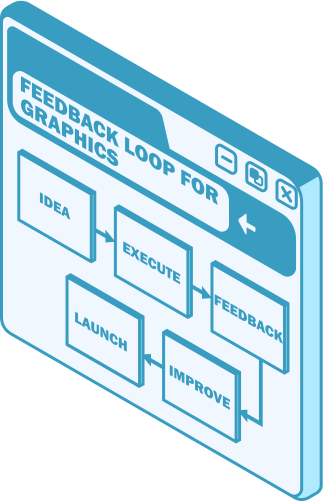 FEEDBACK LOOP FOR
GRAPHICS
IDEA
EXECUTE
FEEDBACK
LAUNCH
IMPROVE